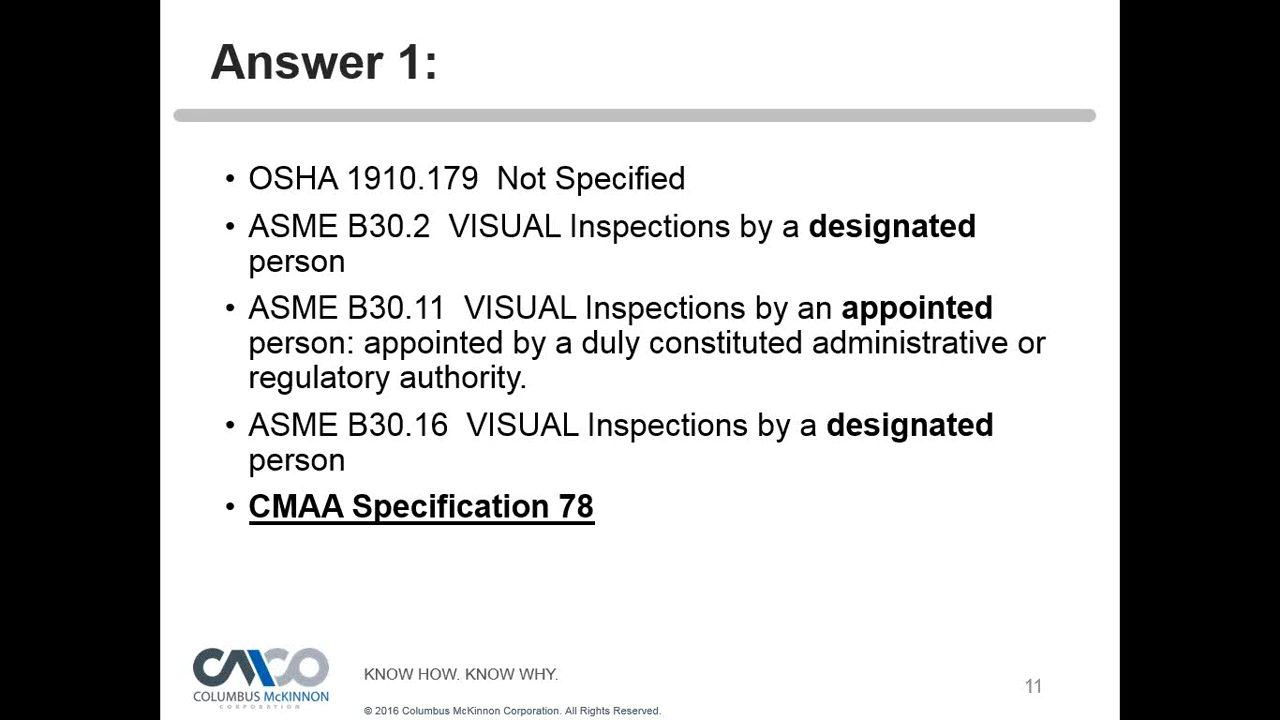 Answer 1:
• OSHA 1910.179  Not Specified
• ASME B30.2  VISUAL Inspections by a designated
person
• ASME B30.11  VISUAL Inspections by an appointed
person: appointed by a duly constituted administrative or
regulatory authority.
• ASME B30.16  VISUAL Inspections by a designated
person
• CMAA Specification 78
CMCO
COLUMBUS McKINNON
CORPORATION
KNOW HOW. KNOW WHY.
© 2016 Columbus McKinnon Corporation. All Rights Reserved.
11